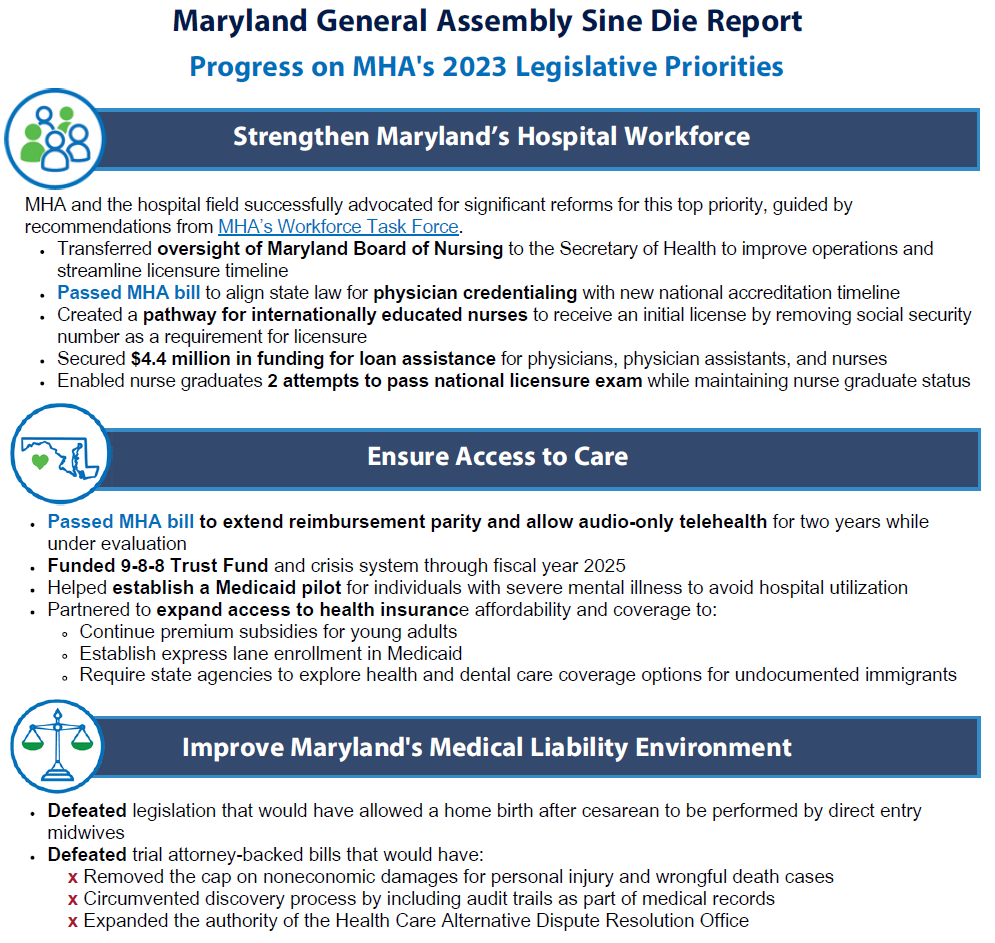 Maryland General Assembly Sine Die Report
Progress on MHA's 2023 Legislative Priorities
Strengthen Maryland’s Hospital Workforce
MHA and the hospital field successfully advocated for significant reforms for this top priority, guided by
recommendations from MHA’s Workforce Task Force.
• Transferred oversight of Maryland Board of Nursing to the Secretary of Health to improve operations and
streamline licensure timeline
• Passed MHA bill to align state law for physician credentialing with new national accreditation timeline
• Created a pathway for internationally educated nurses to receive an initial license by removing social security
number as a requirement for licensure
• Secured $4.4 million in funding for loan assistance for physicians, physician assistants, and nurses
• Enabled nurse graduates 2 attempts to pass national licensure exam while maintaining nurse graduate status
Ensure Access to Care
• Passed MHA bill to extend reimbursement parity and allow audio-only telehealth for two years while
under evaluation
• Funded 9-8-8 Trust Fund and crisis system through fiscal year 2025
• Helped establish a Medicaid pilot for individuals with severe mental illness to avoid hospital utilization
• Partnered to expand access to health insurance affordability and coverage to:
◦ Continue premium subsidies for young adults
◦ Establish express lane enrollment in Medicaid
◦ Require state agencies to explore health and dental care coverage options for undocumented immigrants
Improve Maryland's Medical Liability Environment
• Defeated legislation that would have allowed a home birth after cesarean to be performed by direct entry
midwives
• Defeated trial attorney-backed bills that would have:
x Removed the cap on noneconomic damages for personal injury and wrongful death cases
x Circumvented discovery process by including audit trails as part of medical records
x Expanded the authority of the Health Care Alternative Dispute Resolution Office